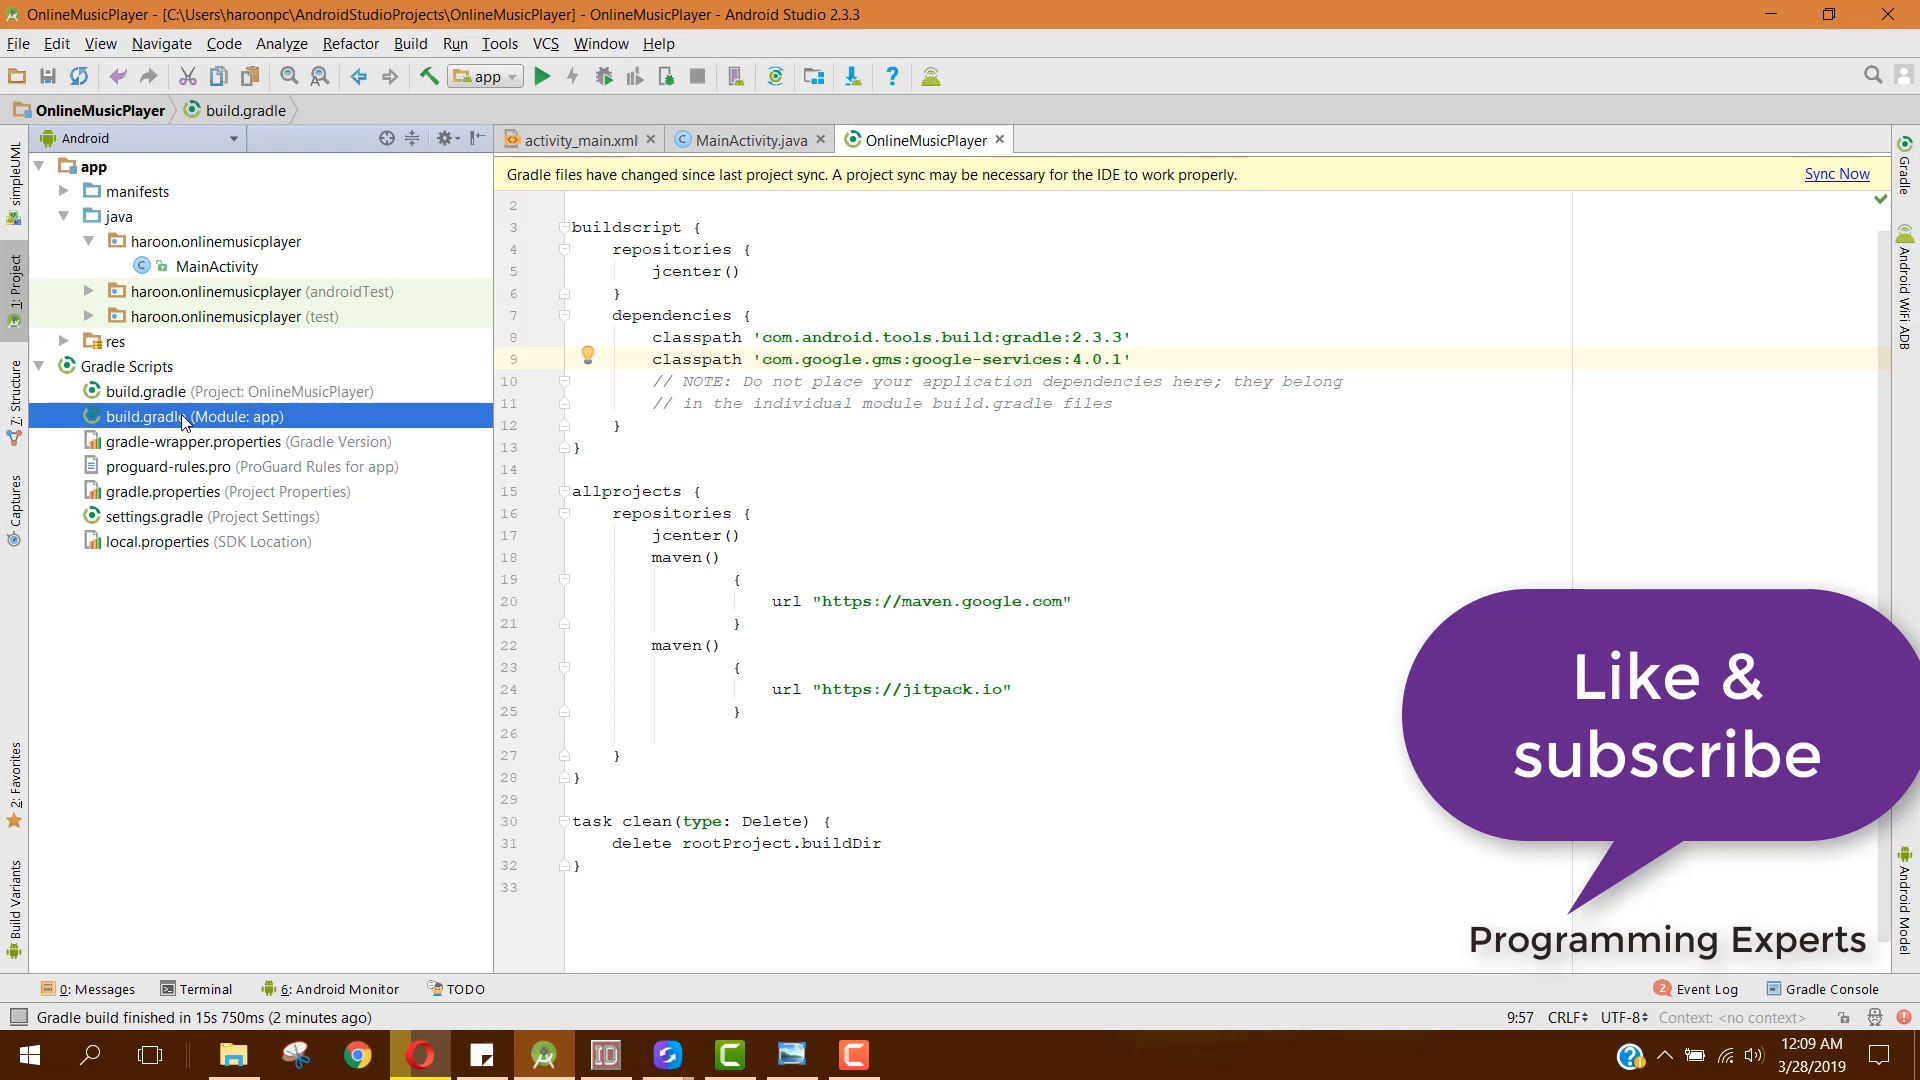 OnlineMusicPlayer - [C:\Users\haroonpc\AndroidStudioProjects\OnlineMusicPlayer] - OnlineMusicPlayer - Android Studio 2.3.3
File Edit View Navigate Code Analyze Refactor Build Run Tools VCS Window Help
app
OnlineMusicPlayer build.gradle
Android
activity_main.xml MainActivity.java OnlineMusicPlayer
Gradle files have changed since last project sync. A project sync may be necessary for the IDE to work properly. Sync Now
simpleUML
1: Project
7: Structure
Captures
2: Favorites
Build Variants
app
manifests
java
haroon.onlinemusicplayer
MainActivity
haroon.onlinemusicplayer (androidTest)
haroon.onlinemusicplayer (test)
res
Gradle Scripts
build.gradle (Project: OnlineMusicPlayer)
build.gradle (Module: app)
gradle-wrapper.properties (Gradle Version)
proguard-rules.pro (ProGuard Rules for app)
gradle.properties (Project Properties)
settings.gradle (Project Settings)
local.properties (SDK Location)
2
3 buildscript {
4 repositories {
5 jcenter()
6 }
7 dependencies {
8 classpath 'com.android.tools.build:gradle:2.3.3'
9 classpath 'com.google.gms:google-services:4.0.1'
10 // NOTE: Do not place your application dependencies here; they belong
11 // in the individual module build.gradle files
12 }
13 }
14
15 allprojects {
16 repositories {
17 jcenter()
18 maven()
19 {
20 url "https://maven.google.com"
21 }
22 maven()
23 {
24 url "https://jitpack.io"
25 }
26
27 }
28 }
29
30 task clean(type: Delete) {
31 delete rootProject.buildDir
32 }
33
Gradle
Android WiFi ADB
Android Model
Like &
subscribe
Programming Experts
0: Messages Terminal 6: Android Monitor TODO 2 Event Log Gradle Console
Gradle build finished in 15s 750ms (2 minutes ago) 9:57 CRLF UTF-8 Context: <no context>
12:09 AM
3/28/2019